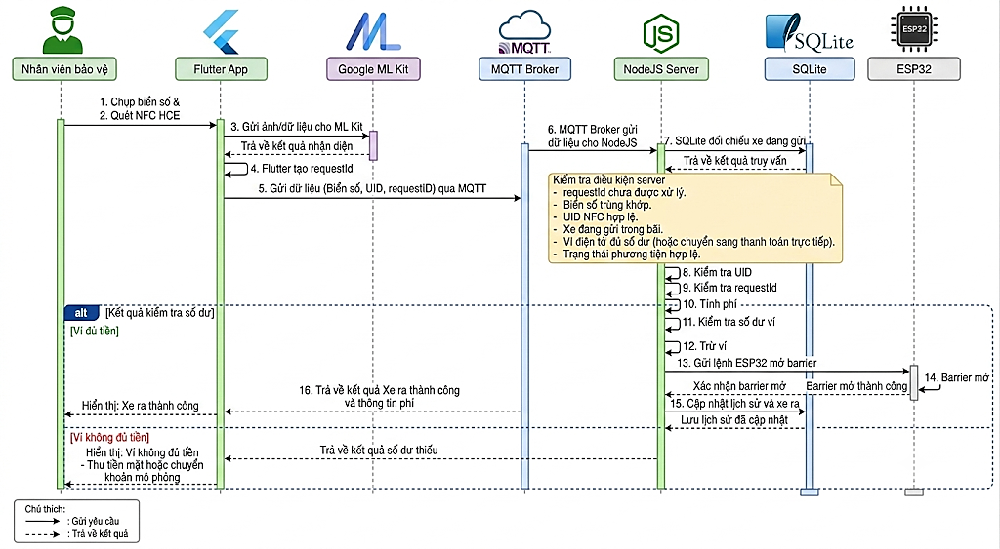 MQTT
SQLite
ESP32
Nhân viên bảo vệ
Flutter App
Google ML Kit
MQTT Broker
NodeJS Server
SQLite
ESP32
1. Chụp biển số &
2. Quét NFC HCE
3. Gửi ảnh/dữ liệu cho ML Kit
Trả về kết quả nhận diện
4. Flutter tạo requestId
5. Gửi dữ liệu (Biển số, UID, requestID) qua MQTT
6. MQTT Broker gửi
dữ liệu cho NodeJS
7. SQLite đối chiếu xe đang gửi
Trả về kết quả truy vấn
Kiểm tra điều kiện server
- requestId chưa được xử lý.
- Biển số trùng khớp.
- UID NFC hợp lệ.
- Xe đang gửi trong bãi.
- Ví điện tử đủ số dư (hoặc chuyển sang thanh toán trực tiếp).
- Trạng thái phương tiện hợp lệ.
8. Kiểm tra UID
9. Kiểm tra requestId
10. Tính phí
11. Kiểm tra số dư ví
12. Trừ ví
alt [Kết quả kiểm tra số dư]
[Ví đủ tiền]
13. Gửi lệnh ESP32 mở barrier
14. Barrier mở
Xác nhận barrier mở
Barrier mở thành công
15. Cập nhật lịch sử và xe ra
Lưu lịch sử đã cập nhật
16. Trả về kết quả Xe ra thành công
và thông tin phí
Hiển thị: Xe ra thành công
[Ví không đủ tiền]
Hiển thị: Ví không đủ tiền
- Thu tiền mặt hoặc chuyển
khoản mô phỏng
Trả về kết quả số dư thiếu
Chú thích:
: Gửi yêu cầu
: Trả về kết quả